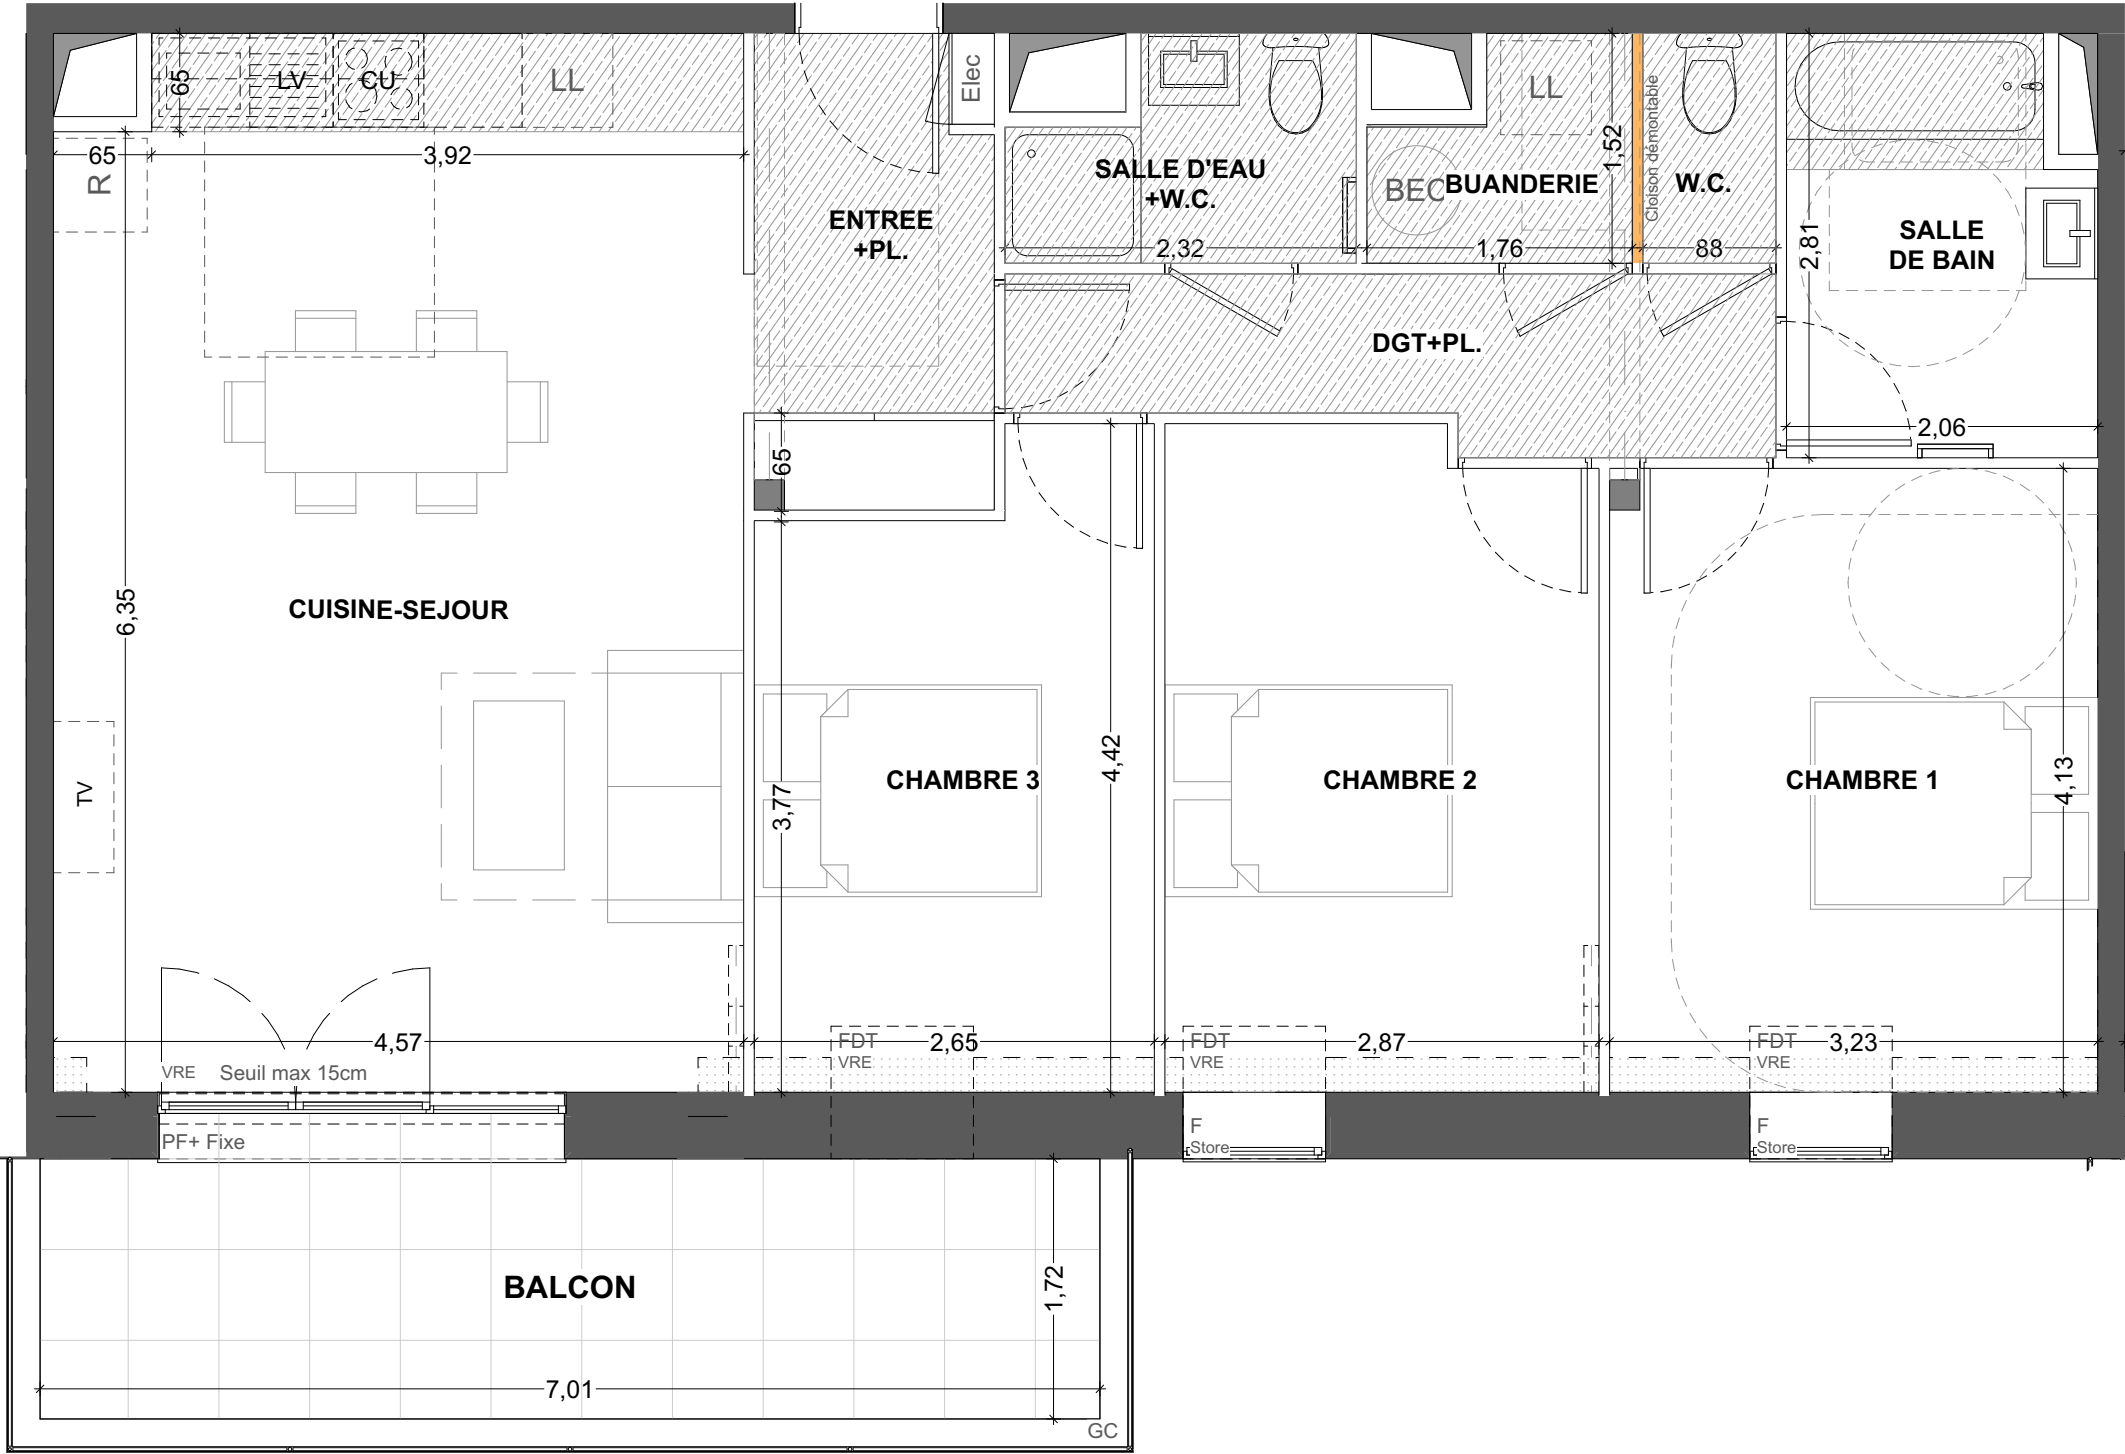 65
LV
CU
LL
Elec
LL
Cloison démontable
65
3,92
R
SALLE D'EAU
+W.C.
BEC
BUANDERIE
1,52
W.C.
ENTREE
+PL.
2,32
1,76
88
2,81
SALLE
DE BAIN
DGT+PL.
2,06
65
6,35
CUISINE-SEJOUR
TV
CHAMBRE 3
3,77
4,42
CHAMBRE 2
CHAMBRE 1
4,13
4,57
FDT
VRE
2,65
FDT
VRE
2,87
FDT
VRE
3,23
VRE
Seuil max 15cm
PF+ Fixe
F
Store
F
Store
BALCON
1,72
7,01
GC